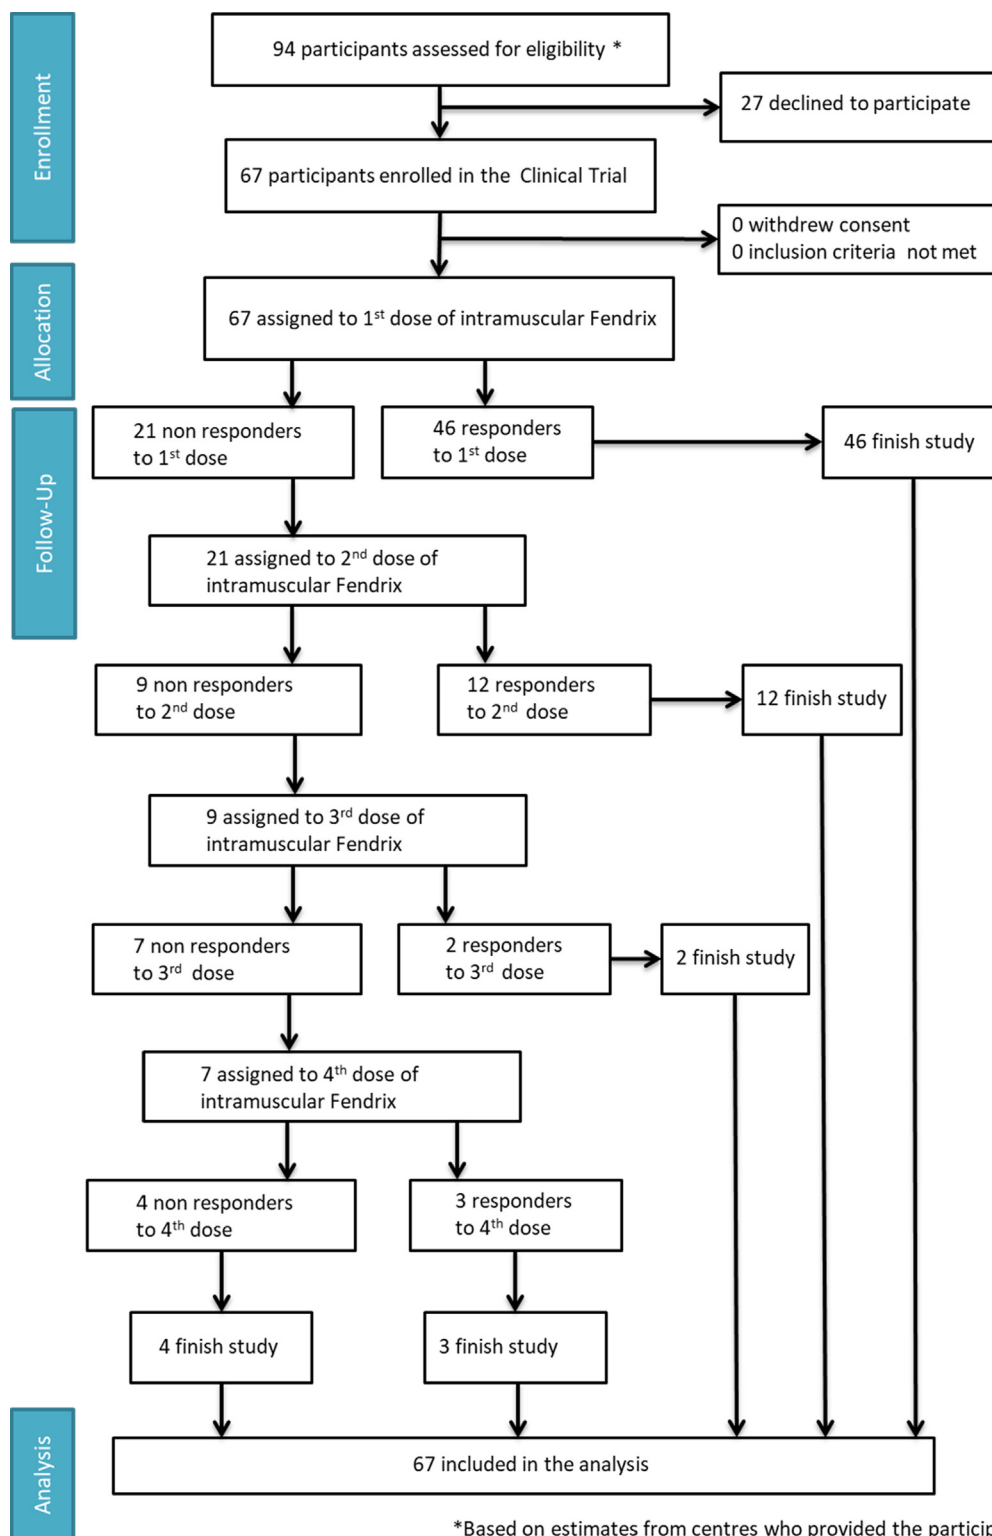 Enrollment
94 participants assessed for eligibility *
27 declined to participate
67 participants enrolled in the Clinical Trial
0 withdrew consent
0 inclusion criteria not met
Allocation
67 assigned to 1st dose of intramuscular Fendrix
Follow-Up
21 non responders
to 1st dose
46 responders
to 1st dose
46 finish study
21 assigned to 2nd dose of
intramuscular Fendrix
9 non responders
to 2nd dose
12 responders
to 2nd dose
12 finish study
9 assigned to 3rd dose of
intramuscular Fendrix
7 non responders
to 3rd dose
2 responders
to 3rd dose
2 finish study
7 assigned to 4th dose of
intramuscular Fendrix
4 non responders
to 4th dose
3 responders
to 4th dose
4 finish study
3 finish study
Analysis
67 included in the analysis
*Based on estimates from centres who provided the